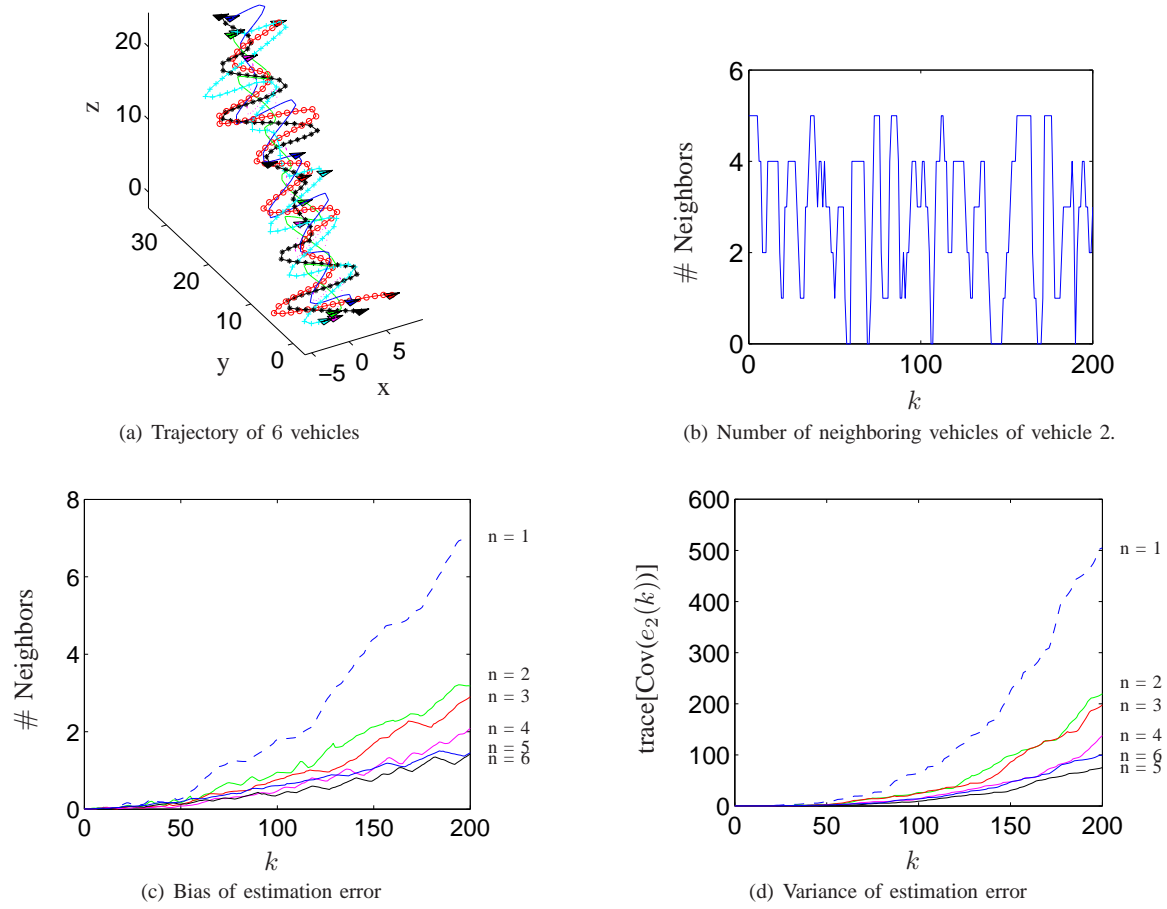 20
10
0
z
30
20
10
0
y
−5
0
5
x
(a) Trajectory of 6 vehicles
6
4
2
0
# Neighbors
0
100
200
k
(b) Number of neighboring vehicles of vehicle 2.
8
6
4
2
0
# Neighbors
0
50
100
150
200
k
n = 1
n = 2
n = 3
n = 4
n = 5
n = 6
(c) Bias of estimation error
600
500
400
300
200
100
0
trace[Cov(e₂(k))]
0
50
100
150
200
k
n = 1
n = 2
n = 3
n = 4
n = 6
n = 5
(d) Variance of estimation error